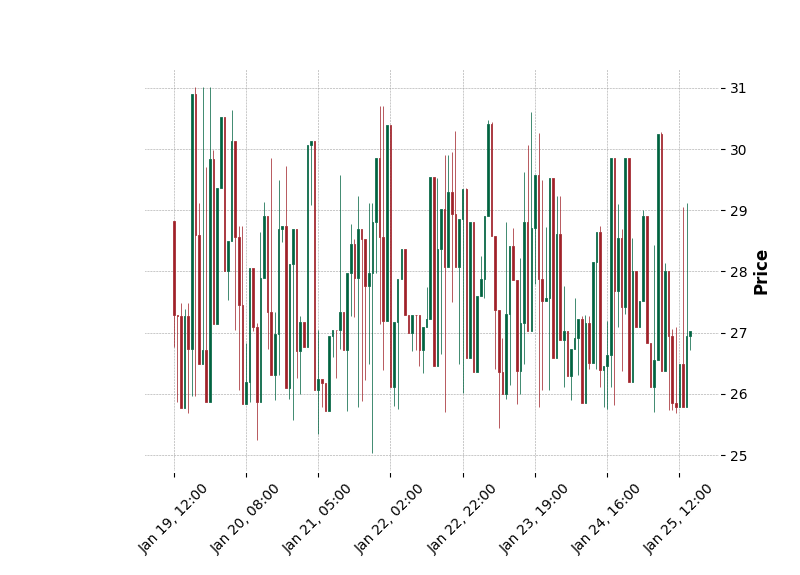 31
30
29
28
27
26
25
Price
Jan 19, 12:00
Jan 20, 08:00
Jan 21, 05:00
Jan 22, 02:00
Jan 22, 22:00
Jan 23, 19:00
Jan 24, 16:00
Jan 25, 12:00